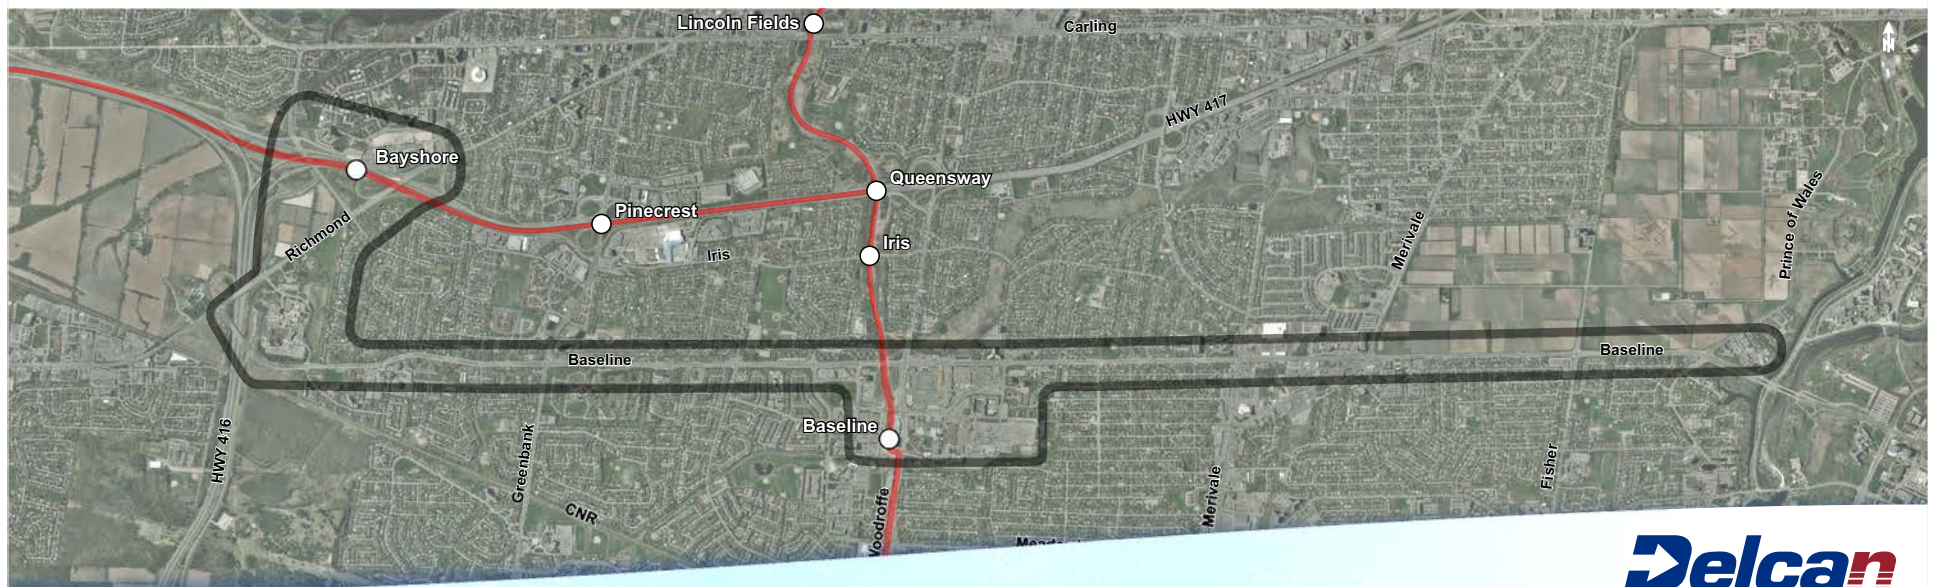 Lincoln Fields
Carling
N
HWY 417
Bayshore
Queensway
Pinecrest
Richmond
Iris
Iris
Merivale
Prince of Wales
Baseline
Baseline
Baseline
HWY 416
Greenbank
CNR
Woodroffe
Merivale
Fisher
Delcan